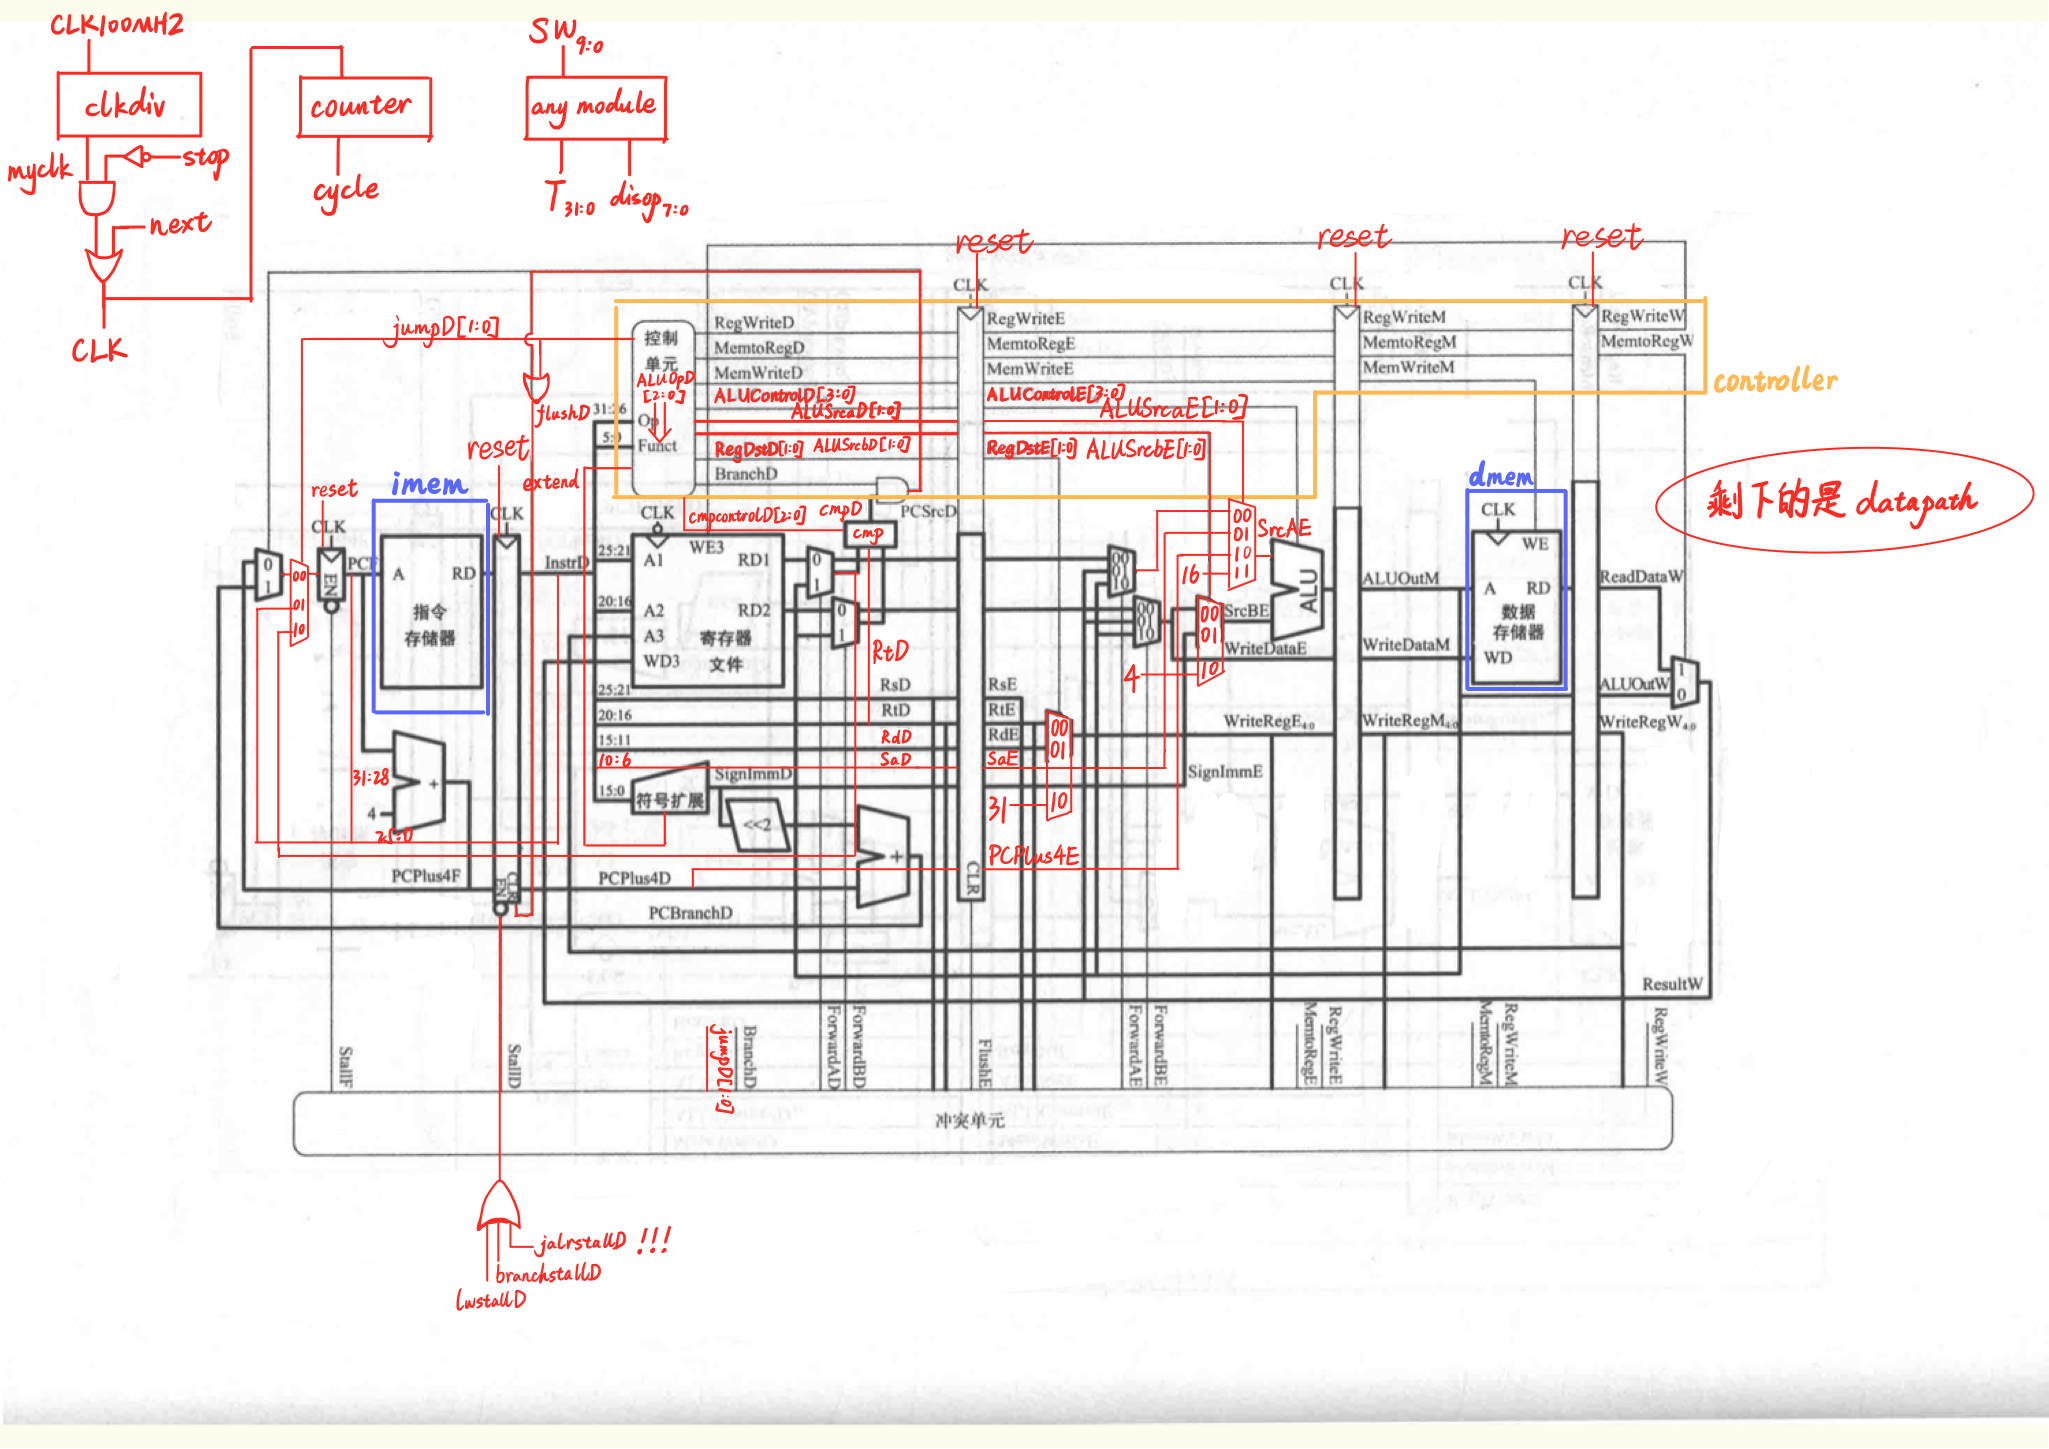 CLK100MHZ
clkdiv
myclk
stop
next
CLK
counter
cycle
SW9:0
any module
T31:0
disop7:0
reset
reset
reset
CLK
CLK
CLK
jumpD[1:0]
控制
单元
ALUOpD
[2:0]
Op
Funct
31:26
5:0
RegWriteD
MemtoRegD
MemWriteD
ALUControlD[3:0]
ALUSrcaD[1:0]
RegDstD[1:0]
ALUSrcbD[1:0]
BranchD
RegWriteE
MemtoRegE
MemWriteE
ALUControlE[3:0]
ALUSrcaE[1:0]
RegDstE[1:0]
ALUSrcbE[1:0]
RegWriteM
MemtoRegM
MemWriteM
RegWriteW
MemtoRegW
controller
flushD
reset
extend
reset
imem
CLK
CLK
CLK
cmpcontrolD[2:0]
cmpD
PCSrcD
cmp
dmem
CLK
剩下的是 datapath
0
1
00
01
10
EN
PCF
A
RD
指令
存储器
InstrD
25:21
20:16
A1
A2
A3
WD3
WE3
RD1
RD2
寄存器
文件
0
1
0
1
RtD
00
01
10
00
01
10
00
01
10
11
16
SrcAE
00
01
10
4
SrcBE
ALU
WriteDataE
ALUOutM
WriteDataM
WE
A
RD
数据
存储器
WD
ReadDataW
ALUOutW
1
0
25:21
20:16
15:11
10:6
15:0
RsD
RtD
RdD
SaD
RsE
RtE
RdE
SaE
00
01
10
31
WriteRegE4:0
WriteRegM4:0
WriteRegW4:0
SignImmD
SignImmE
符号扩展
<<2
+
31:28
+
4
25:0
PCPlus4F
EN
CLR
PCPlus4D
PCPlus4E
CLR
PCBranchD
ResultW
StallF
StallD
jumpD[1:0]
BranchD
ForwardAD
ForwardBD
FlushE
ForwardAE
ForwardBE
MemtoRegE
RegWriteE
MemtoRegM
RegWriteM
RegWriteW
冲突单元
jalrstallD !!!
branchstallD
lwstallD